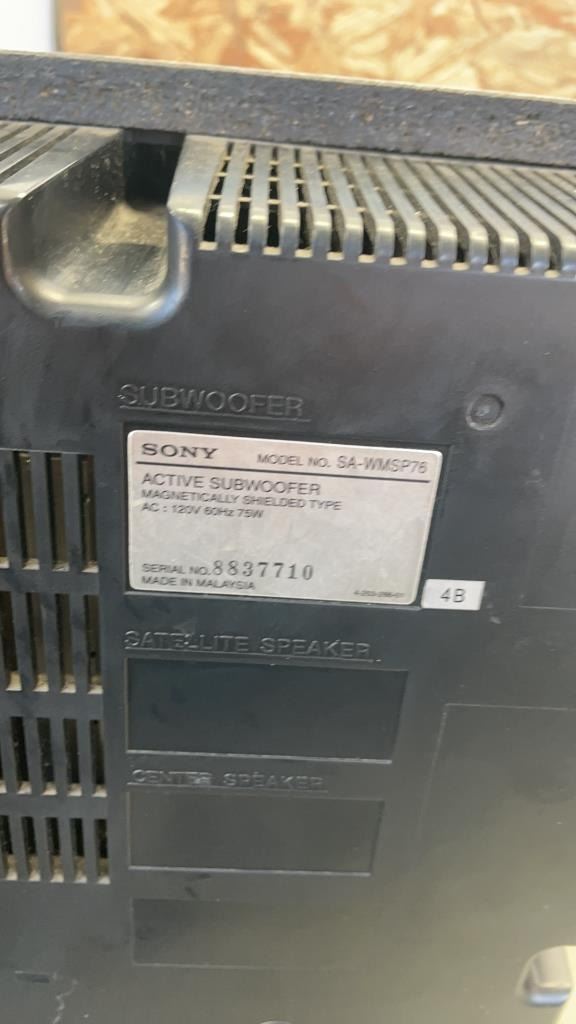 SUBWOOFER
SONY MODEL NO. SA-WMSP76
ACTIVE SUBWOOFER
MAGNETICALLY SHIELDED TYPE
AC : 120V 60Hz 75W
SERIAL NO. 8837710
MADE IN MALAYSIA
4B
SATELLITE SPEAKER
CENTER SPEAKER